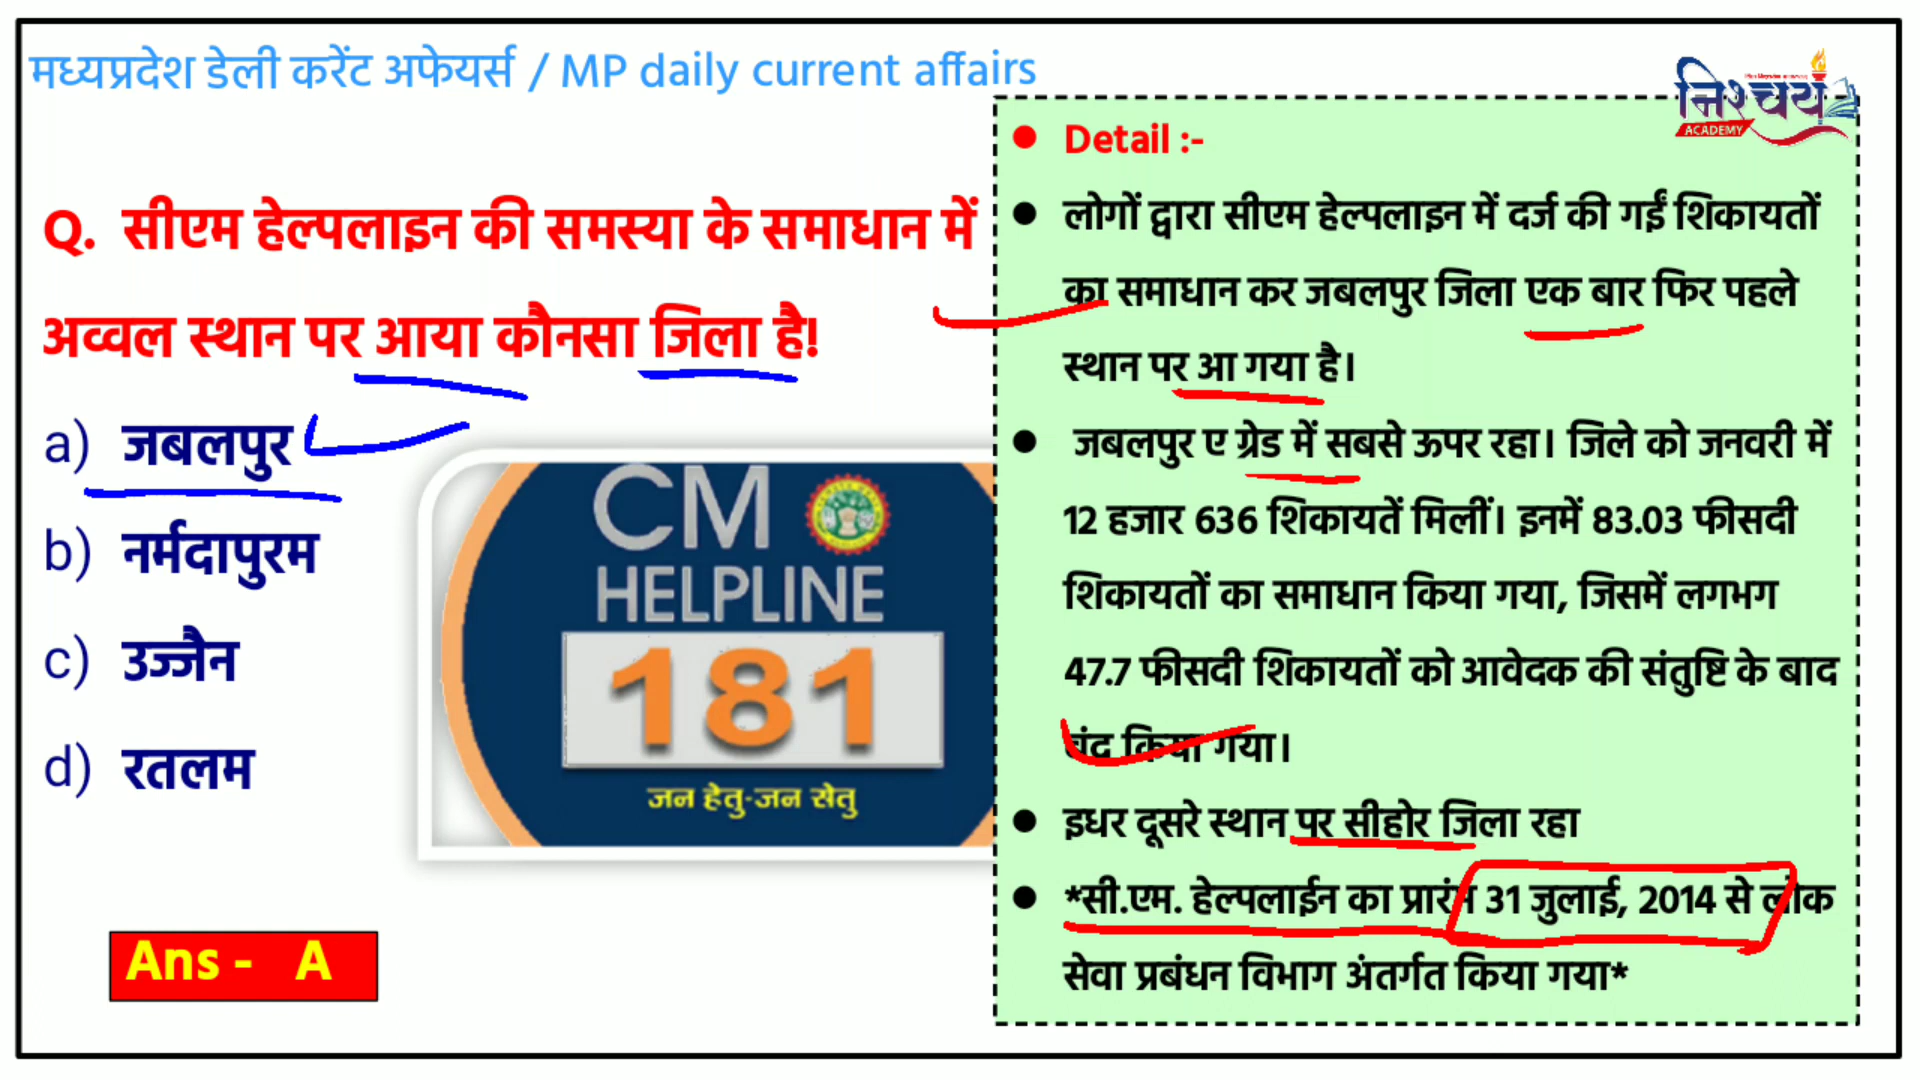 मध्यप्रदेश डेली करेंट अफेयर्स / MP daily current affairs
निश्चय
ACADEMY
Q. सीएम हेल्पलाइन की समस्या के समाधान में
अव्वल स्थान पर आया कौनसा जिला है!
a) जबलपुर
b) नर्मदापुरम
c) उज्जैन
d) रतलम
CM
HELPLINE
181
जन हेतु-जन सेतु
Ans - A
Detail :-
लोगों द्वारा सीएम हेल्पलाइन में दर्ज की गईं शिकायतों
का समाधान कर जबलपुर जिला एक बार फिर पहले
स्थान पर आ गया है।
जबलपुर ए ग्रेड में सबसे ऊपर रहा। जिले को जनवरी में
12 हजार 636 शिकायतें मिलीं। इनमें 83.03 फीसदी
शिकायतों का समाधान किया गया, जिसमें लगभग
47.7 फीसदी शिकायतों को आवेदक की संतुष्टि के बाद
बंद किया गया।
इधर दूसरे स्थान पर सीहोर जिला रहा
*सी.एम. हेल्पलाईन का प्रारंभ 31 जुलाई, 2014 से लोक
सेवा प्रबंधन विभाग अंतर्गत किया गया*